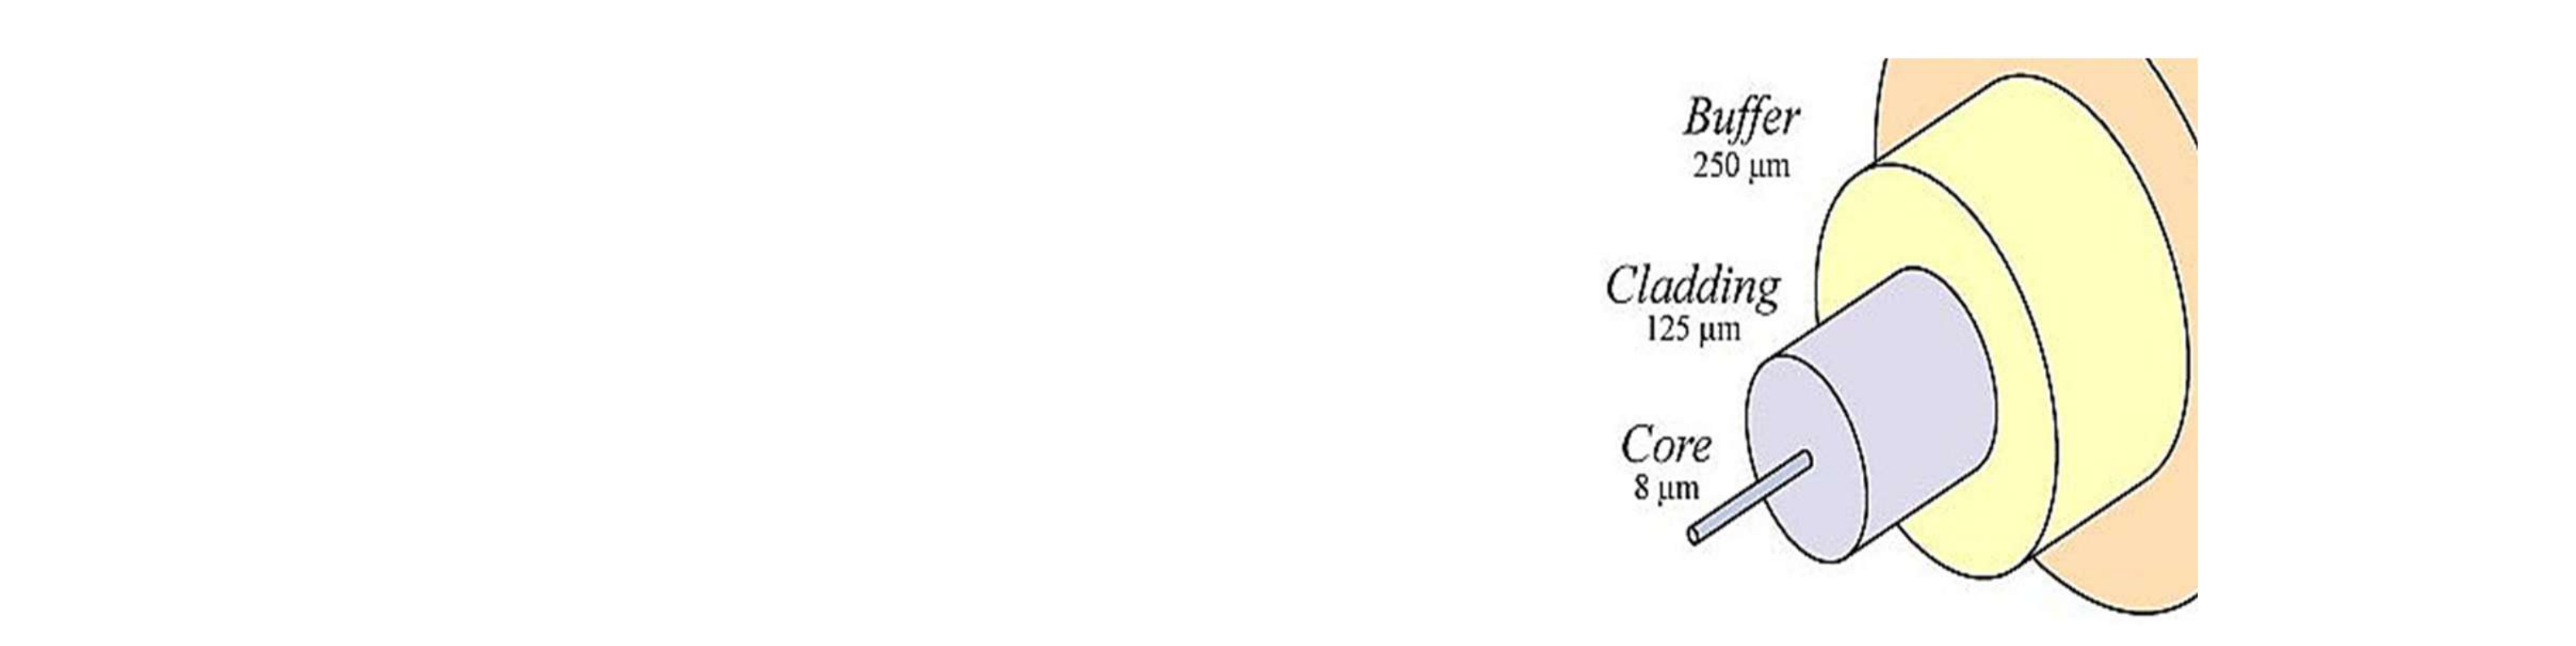 Buffer
250 µm
Cladding
125 µm
Core
8 µm